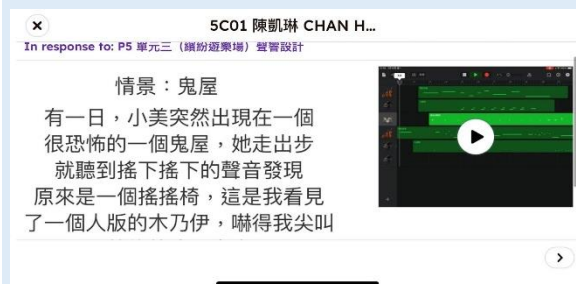 5C01 陳凱琳 CHAN H...
In response to: P5 單元三（繽紛遊樂場）聲響設計
情景：鬼屋
有一日，小美突然出現在一個
很恐怖的一個鬼屋，她走出步
就聽到搖下搖下的聲音發現
原來是一個搖搖椅，這是我看見
了一個人版的木乃伊，嚇得我尖叫